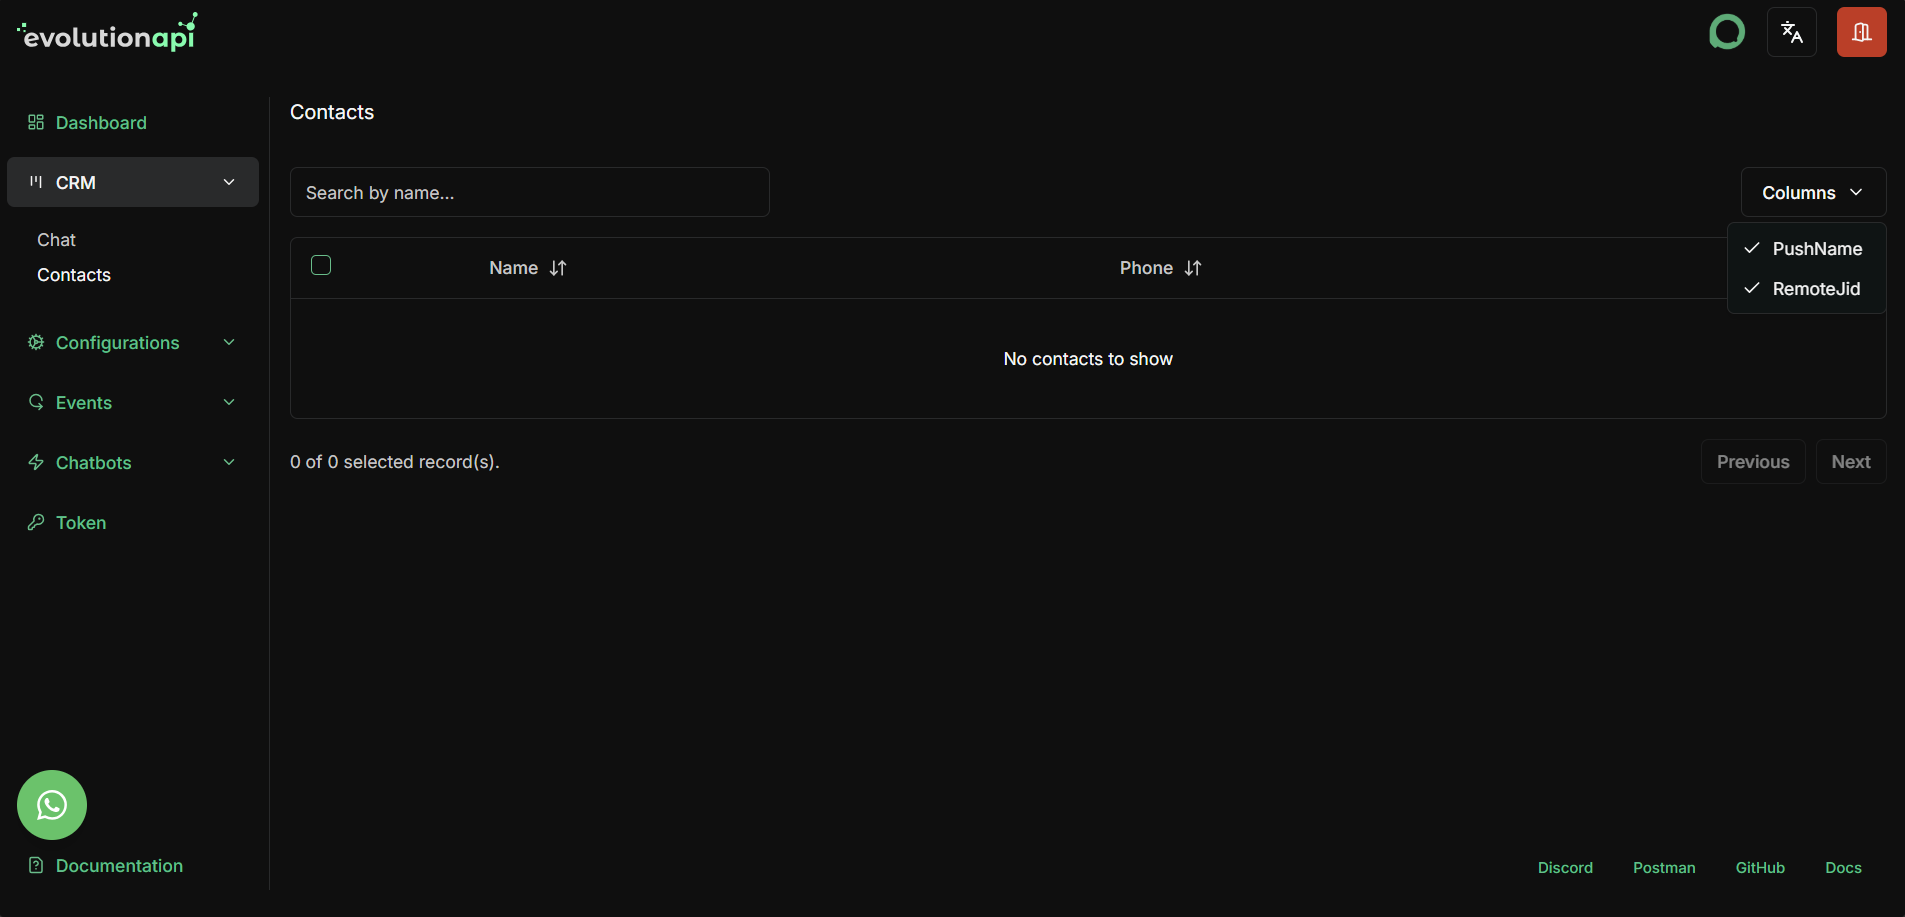 evolutionapi
Dashboard
CRM
Chat
Contacts
Configurations
Events
Chatbots
Token
Documentation
Contacts
Search by name...
Columns
PushName
RemoteJid
Name
Phone
No contacts to show
0 of 0 selected record(s).
Previous
Next
Discord
Postman
GitHub
Docs